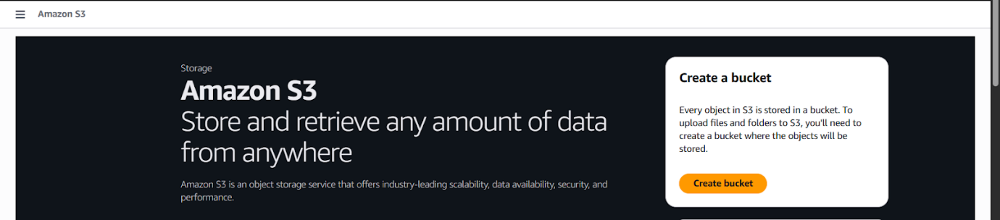 Amazon S3
Storage
Amazon S3
Store and retrieve any amount of data
from anywhere
Amazon S3 is an object storage service that offers industry-leading scalability, data availability, security, and
performance.
Create a bucket
Every object in S3 is stored in a bucket. To
upload files and folders to S3, you'll need to
create a bucket where the objects will be
stored.
Create bucket